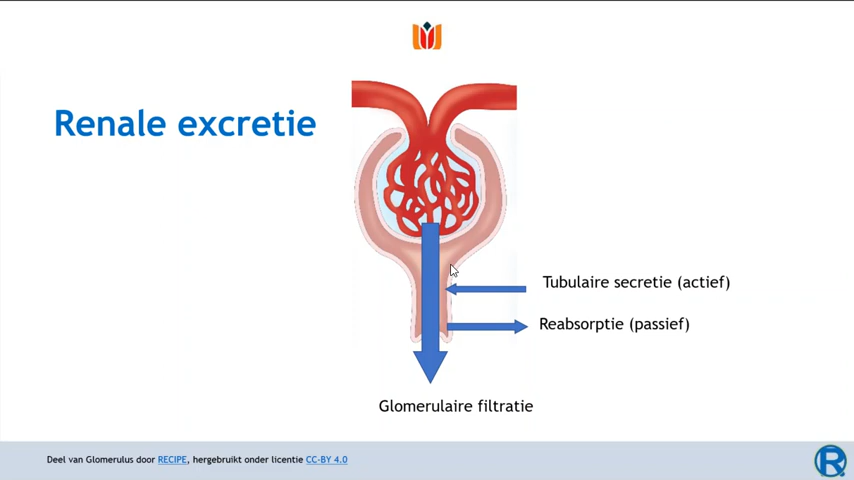 Renale excretie
Tubulaire secretie (actief)
Reabsorptie (passief)
Glomerulaire filtratie
Deel van Glomerulus door RECIPE, hergebruikt onder licentie CC-BY 4.0
R